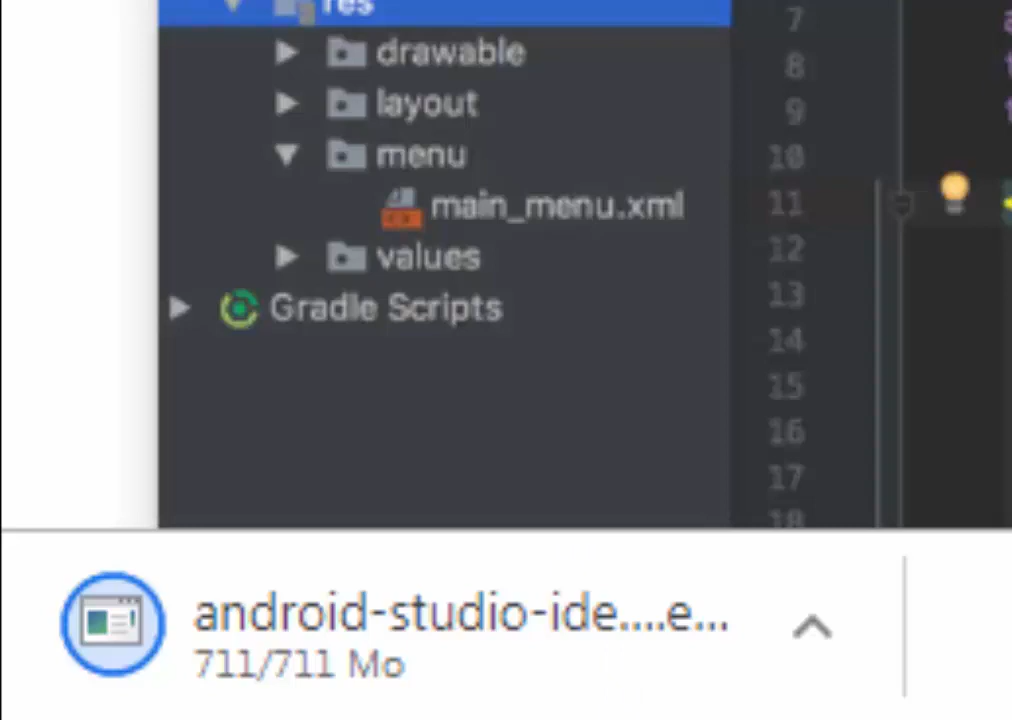 res
drawable
layout
menu
main_menu.xml
values
Gradle Scripts
7
8
9
10
11
12
13
14
15
16
17
18
android-studio-ide....e...
711/711 Mo